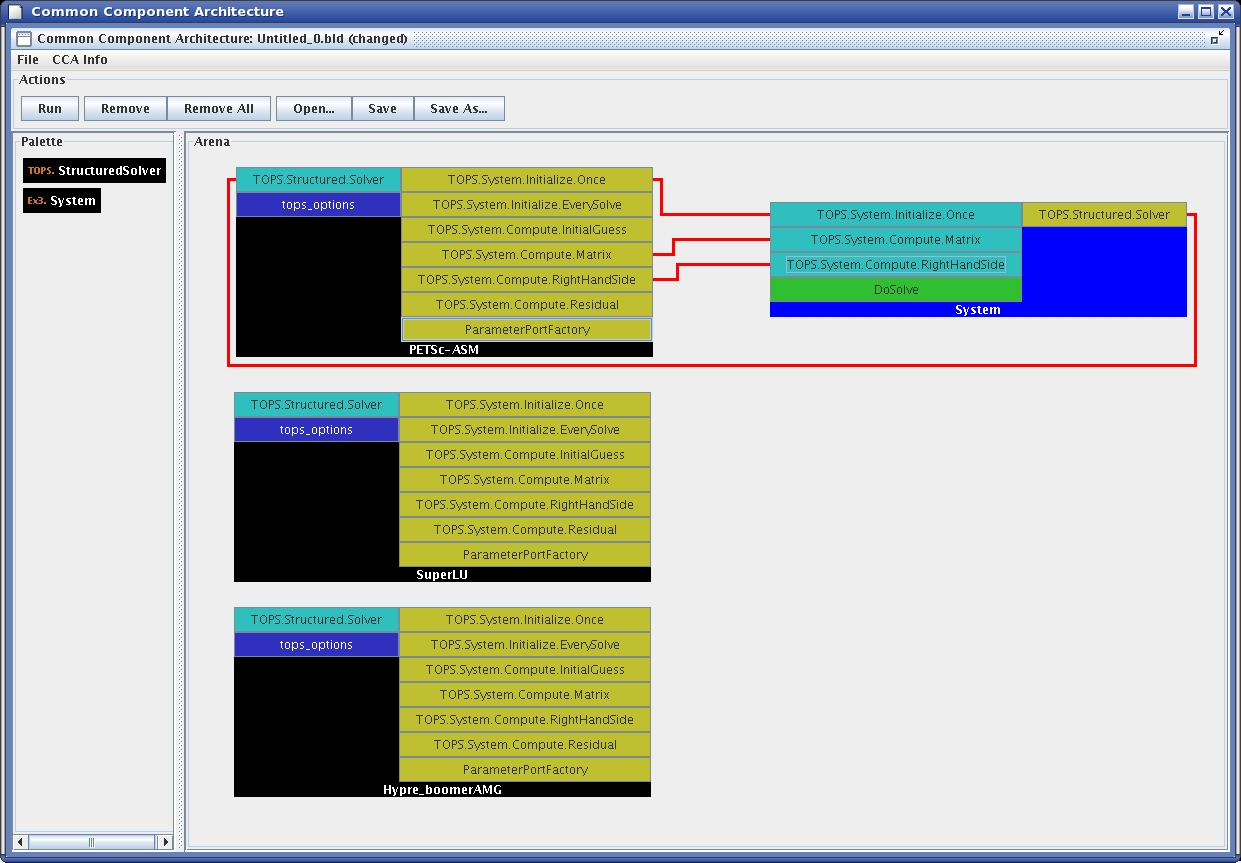 Common Component Architecture
Common Component Architecture: Untitled_0.bld (changed)
File CCA Info
Actions
Run Remove Remove All Open... Save Save As...
Palette
TOPS. StructuredSolver
Ex3. System
Arena
TOPS.Structured.Solver
tops_options
TOPS.System.Initialize.Once
TOPS.System.Initialize.EverySolve
TOPS.System.Compute.InitialGuess
TOPS.System.Compute.Matrix
TOPS.System.Compute.RightHandSide
TOPS.System.Compute.Residual
ParameterPortFactory
PETSc-ASM
TOPS.System.Initialize.Once
TOPS.System.Compute.Matrix
TOPS.System.Compute.RightHandSide
DoSolve
TOPS.Structured.Solver
System
TOPS.Structured.Solver
tops_options
TOPS.System.Initialize.Once
TOPS.System.Initialize.EverySolve
TOPS.System.Compute.InitialGuess
TOPS.System.Compute.Matrix
TOPS.System.Compute.RightHandSide
TOPS.System.Compute.Residual
ParameterPortFactory
SuperLU
TOPS.Structured.Solver
tops_options
TOPS.System.Initialize.Once
TOPS.System.Initialize.EverySolve
TOPS.System.Compute.InitialGuess
TOPS.System.Compute.Matrix
TOPS.System.Compute.RightHandSide
TOPS.System.Compute.Residual
ParameterPortFactory
Hypre_boomerAMG